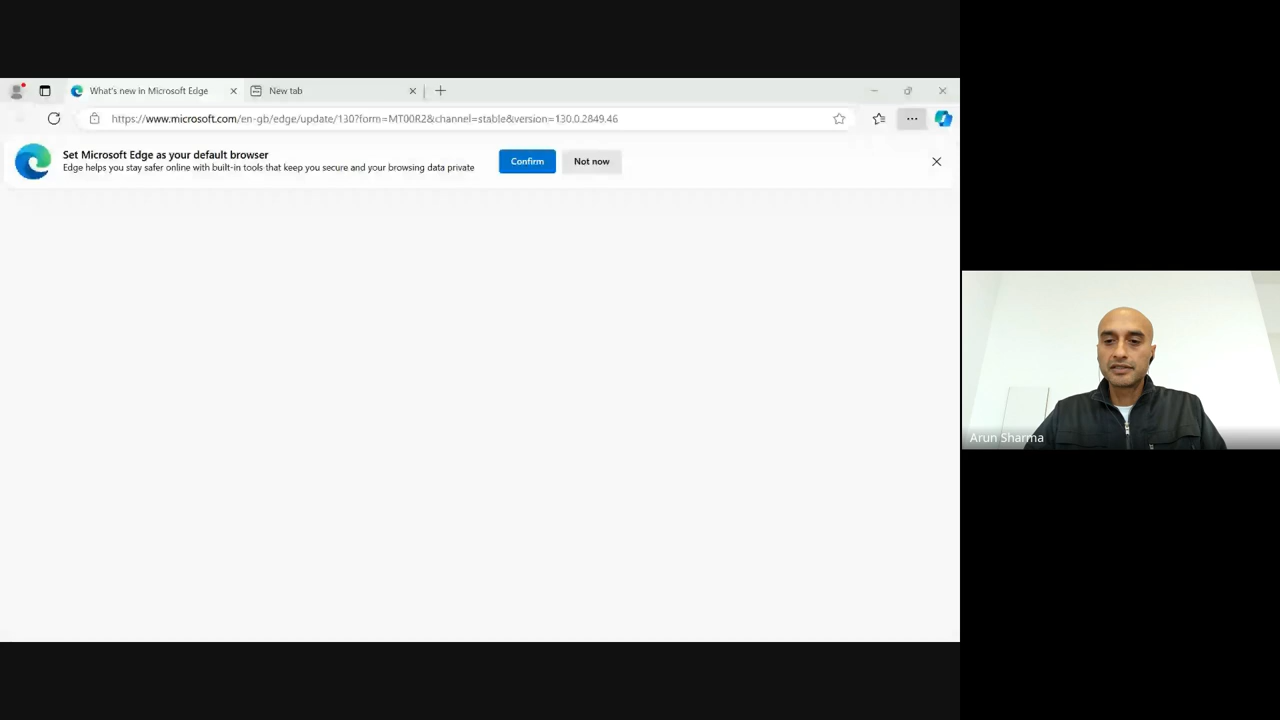 What's new in Microsoft Edge
New tab
https://www.microsoft.com/en-gb/edge/update/130?form=MT00R2&channel=stable&version=130.0.2849.46
Set Microsoft Edge as your default browser
Edge helps you stay safer online with built-in tools that keep you secure and your browsing data private
Confirm
Not now
Arun Sharma